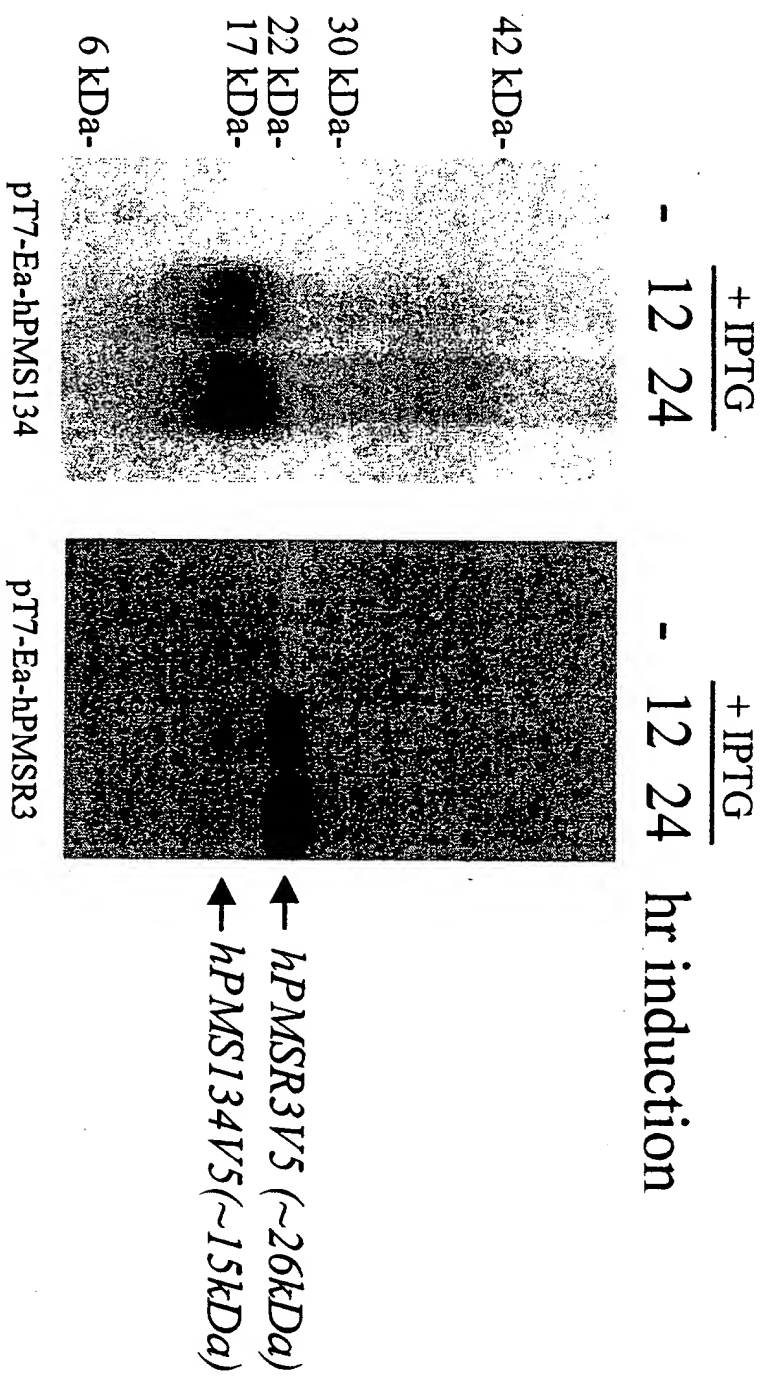 + IPTG
- 12 24
+ IPTG
- 12 24 hr induction
42 kDa-
30 kDa-
22 kDa-
17 kDa-
6 kDa-
hPMSR3V5 (~26kDa)
hPMS134V5(~15kDa)
pT7-Ea-hPMS134
pT7-Ea-hPMSR3